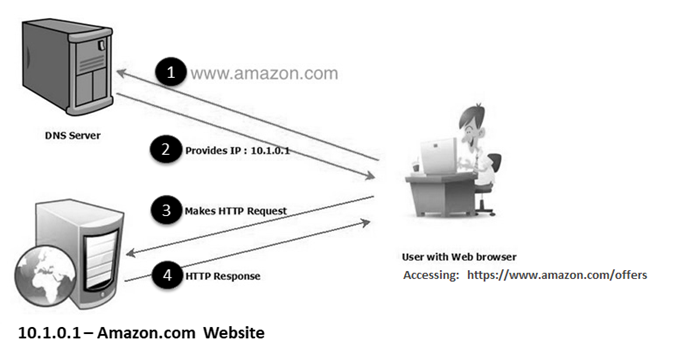 1 www.amazon.com
DNS Server
2 Provides IP : 10.1.0.1
3 Makes HTTP Request
User with Web browser
4 HTTP Response
Accessing: https://www.amazon.com/offers
10.1.0.1 – Amazon.com Website